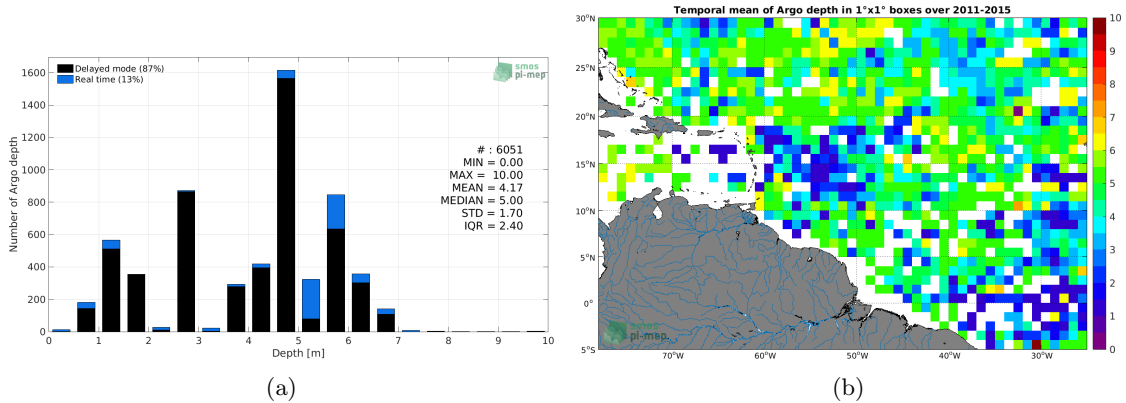 Delayed mode (87%)
Real time (13%)
smos
pi-mep
# : 6051
MIN = 0.00
MAX = 10.00
MEAN = 4.17
MEDIAN = 5.00
STD = 1.70
IQR = 2.40
Number of Argo depth
1600
1400
1200
1000
800
600
400
200
0
0 1 2 3 4 5 6 7 8 9 10
Depth [m]
(a)
Temporal mean of Argo depth in 1°x1° boxes over 2011-2015
30°N
25°N
20°N
15°N
10°N
5°N
0°
5°S
70°W 60°W 50°W 40°W 30°W
smos
pi-mep
10
9
8
7
6
5
4
3
2
1
0
(b)